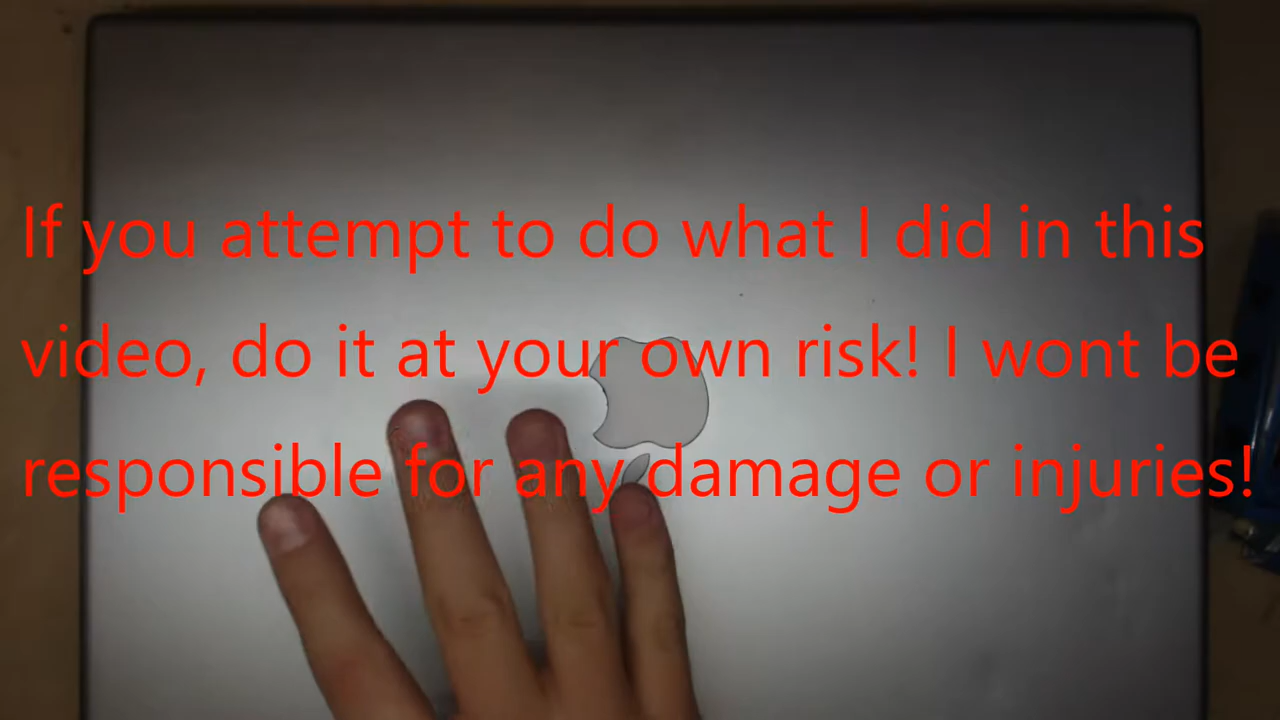 If you attempt to do what I did in this
video, do it at your own risk! I wont be
responsible for any damage or injuries!